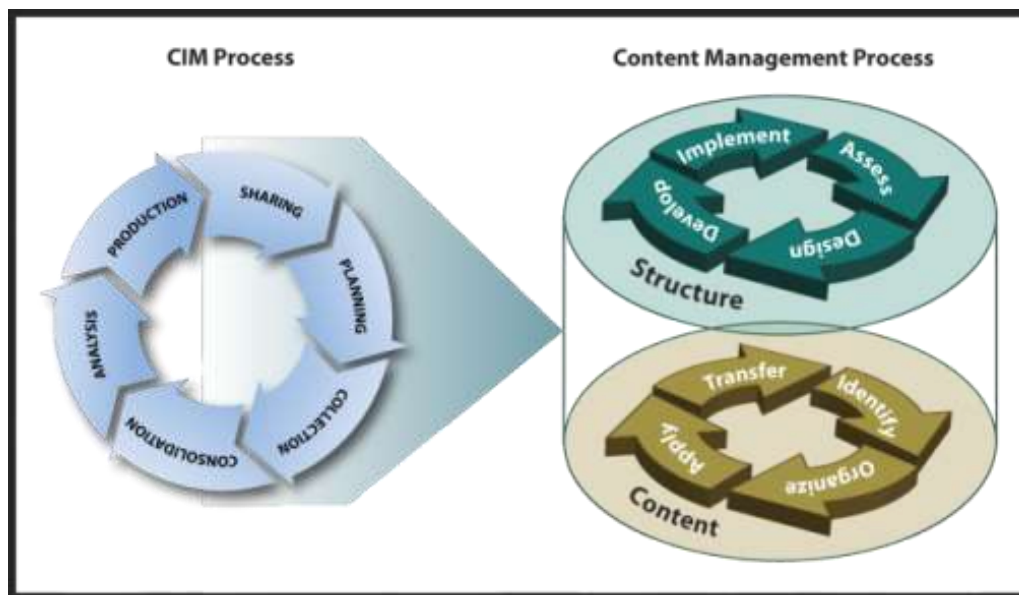 CIM Process
SHARING
PLANNING
COLLECTION
CONSOLIDATION
ANALYSIS
PRODUCTION
Content Management Process
Implement
Assess
Design
Develop
Structure
Transfer
Identify
Organize
Apply
Content